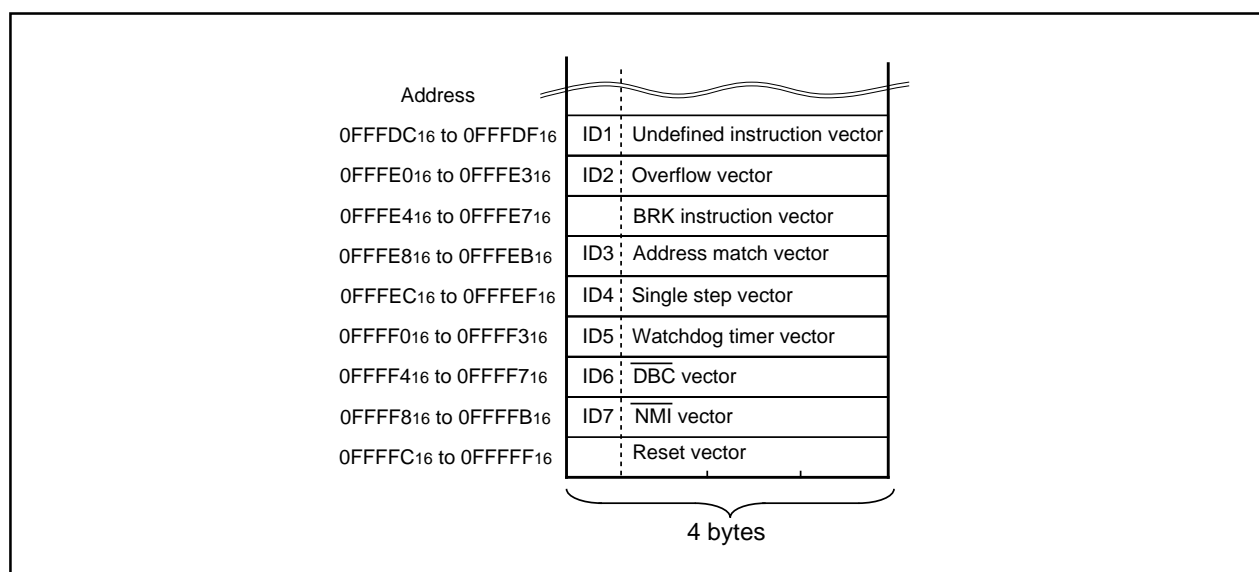 Address
0FFFDC16 to 0FFFDF16 ID1 Undefined instruction vector
0FFFE016 to 0FFFE316 ID2 Overflow vector
0FFFE416 to 0FFFE716 BRK instruction vector
0FFFE816 to 0FFFEB16 ID3 Address match vector
0FFFEC16 to 0FFFEF16 ID4 Single step vector
0FFFF016 to 0FFFF316 ID5 Watchdog timer vector
0FFFF416 to 0FFFF716 ID6 D̅B̅C̅ vector
0FFFF816 to 0FFFFB16 ID7 N̅M̅I̅ vector
0FFFFC16 to 0FFFFF16 Reset vector
4 bytes